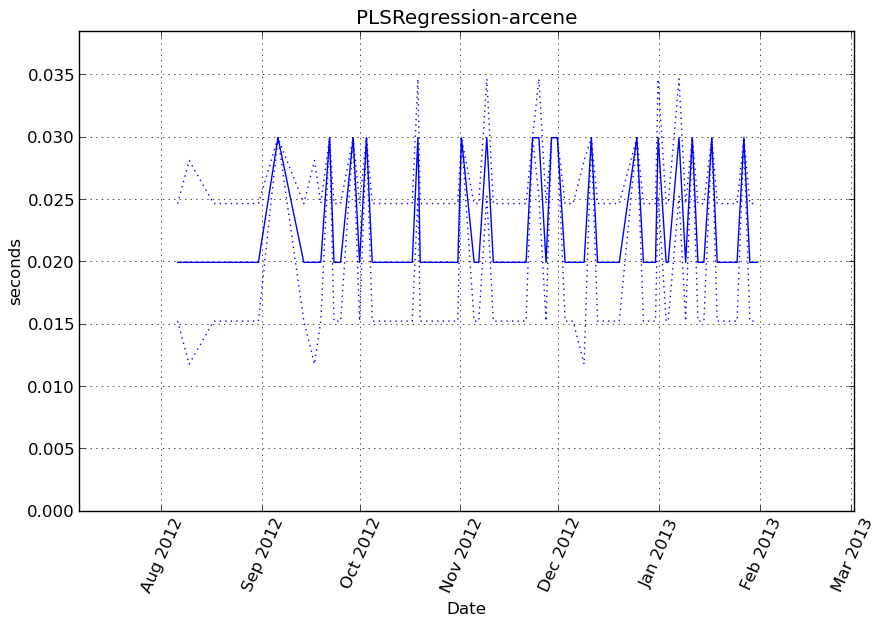 PLSRegression-arcene
0.035
0.030
0.025
0.020
0.015
0.010
0.005
0.000
seconds
Aug 2012
Sep 2012
Oct 2012
Nov 2012
Dec 2012
Jan 2013
Feb 2013
Mar 2013
Date